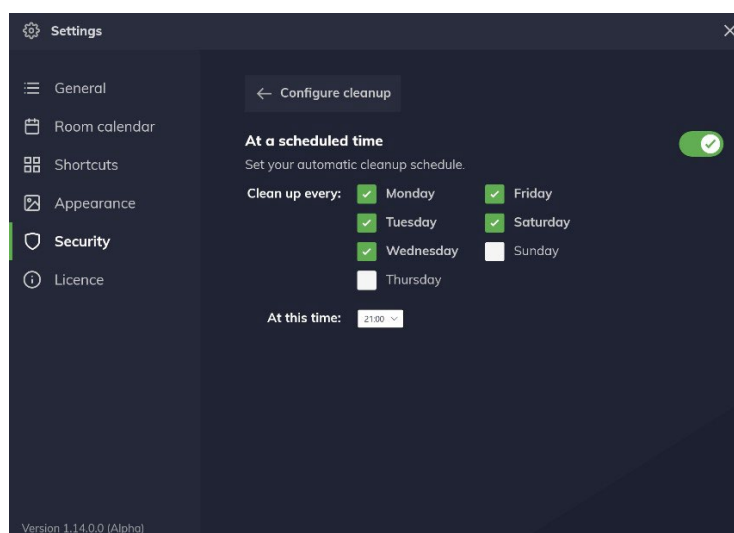 Settings
General
Room calendar
Shortcuts
Appearance
Security
Licence
Version 1.14.0.0 (Alpha)
Configure cleanup
At a scheduled time
Set your automatic cleanup schedule.
Clean up every:
Monday
Tuesday
Wednesday
Thursday
Friday
Saturday
Sunday
At this time: 21:00